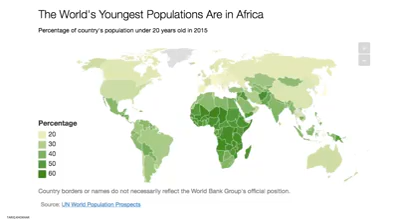 The World's Youngest Populations Are in Africa
Percentage of country's population under 20 years old in 2015
Percentage
20
30
40
50
60
Country borders or names do not necessarily reflect the World Bank Group's official position.
Source: UN World Population Prospects